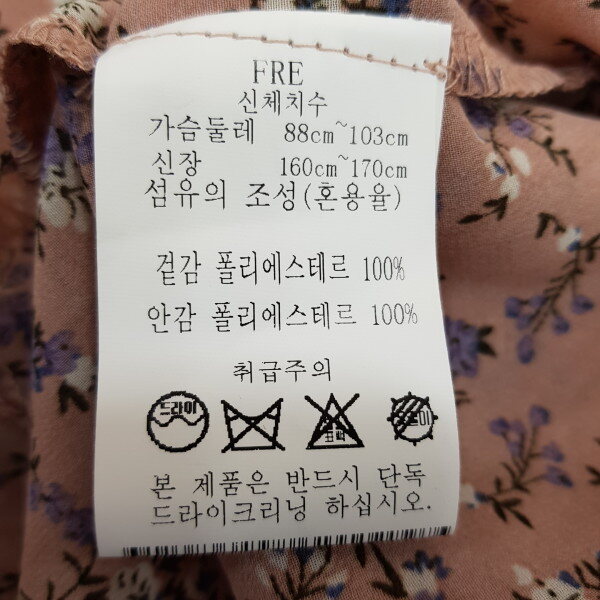 FRE
신체치수
가슴둘레 88cm~103cm
신장 160cm~170cm
섬유의 조성(혼용율)
겉감 폴리에스테르 100%
안감 폴리에스테르 100%
취급주의
드라이
표백
본 제품은 반드시 단독
드라이크리닝 하십시오.